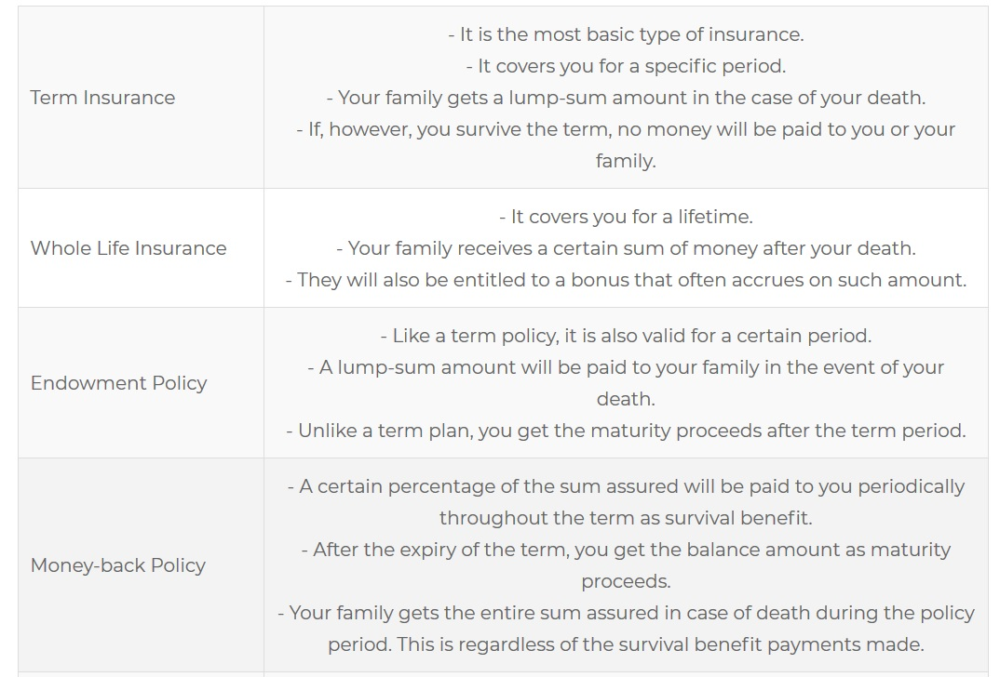 - It is the most basic type of insurance.
- It covers you for a specific period.
Term Insurance
- Your family gets a lump-sum amount in the case of your death.
- If, however, you survive the term, no money will be paid to you or your
family.
- It covers you for a lifetime.
Whole Life Insurance
- Your family receives a certain sum of money after your death.
- They will also be entitled to a bonus that often accrues on such amount.
- Like a term policy, it is also valid for a certain period.
- A lump-sum amount will be paid to your family in the event of your
Endowment Policy
death.
- Unlike a term plan, you get the maturity proceeds after the term period.
- A certain percentage of the sum assured will be paid to you periodically
throughout the term as survival benefit.
- After the expiry of the term, you get the balance amount as maturity
Money-back Policy
proceeds.
- Your family gets the entire sum assured in case of death during the policy
period. This is regardless of the survival benefit payments made.